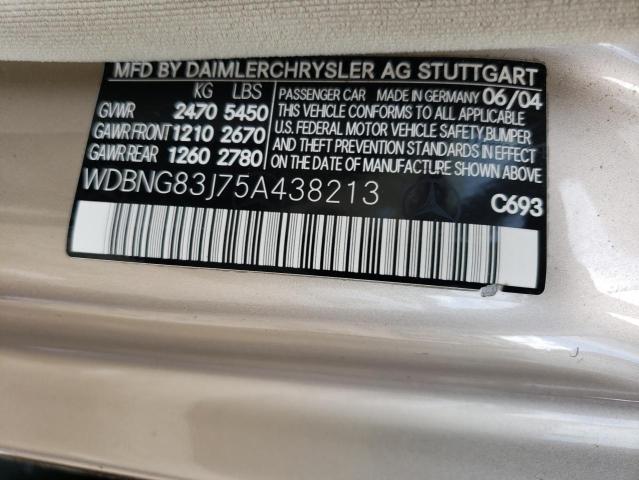 MFD BY DAIMLERCHRYSLER AG STUTTGART
KG LBS
GVWR 2470 5450
GAWR FRONT 1210 2670
GAWR REAR 1260 2780
PASSENGER CAR MADE IN GERMANY 06/04
THIS VEHICLE CONFORMS TO ALL APPLICABLE
U.S. FEDERAL MOTOR VEHICLE SAFETY, BUMPER
AND THEFT PREVENTION STANDARDS IN EFFECT
ON THE DATE OF MANUFACTURE SHOWN ABOVE
WDBNG83J75A438213
C693